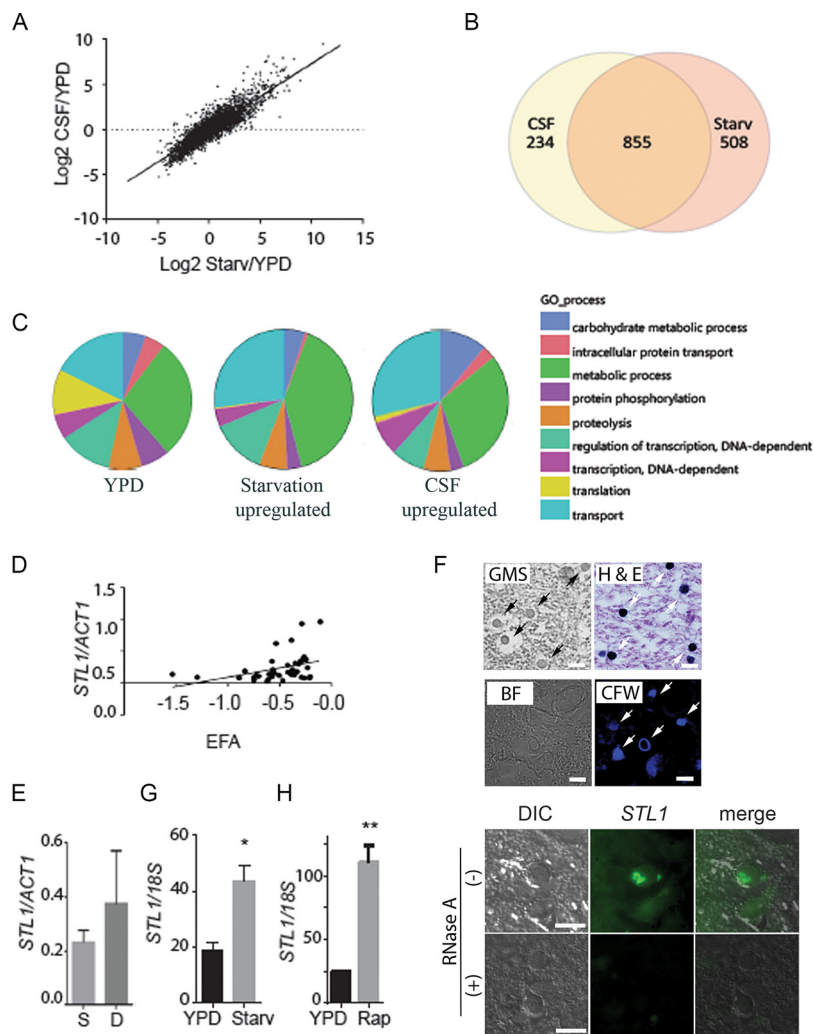 A
Log2 CSF/YPD
10
5
0
-5
-10
-10 -5 0 5 10 15
Log2 Starv/YPD
B
CSF
234
855
Starv
508
C
YPD
Starvation
upregulated
CSF
upregulated
GO_process
carbohydrate metabolic process
intracellular protein transport
metabolic process
protein phosphorylation
proteolysis
regulation of transcription, DNA-dependent
transcription, DNA-dependent
translation
transport
D
STL1/ACT1
1.5
1.0
0.5
0.0
-1.5 -1.0 -0.5 -0.0
EFA
E
STL1/ACT1
0.6
0.4
0.2
0.0
S D
G
STL1/18S
60
40
20
0
*
YPD Starv
H
STL1/18S
100
50
25
0
**
YPD Rap
F
GMS
H & E
BF
CFW
DIC
STL1
merge
RNase A
(-)
(+)